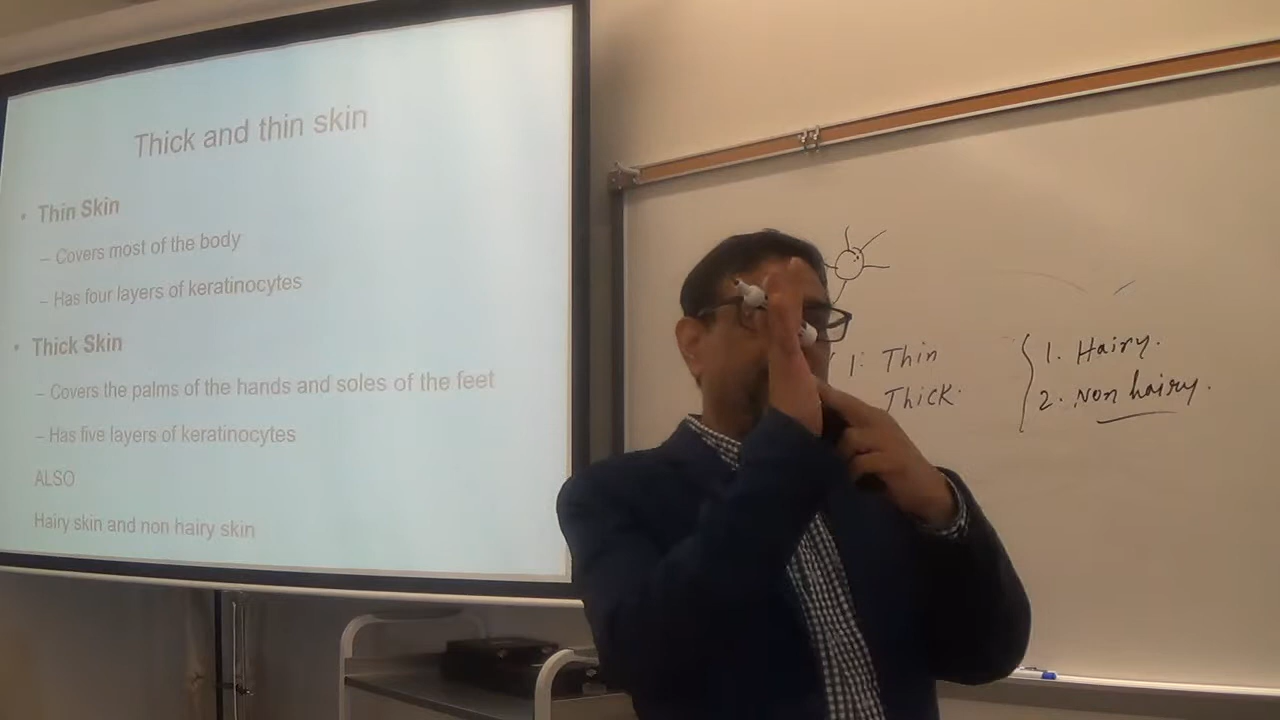 Thick and thin skin
• Thin Skin
– Covers most of the body
– Has four layers of keratinocytes
• Thick Skin
– Covers the palms of the hands and soles of the feet
– Has five layers of keratinocytes
ALSO
Hairy skin and non hairy skin
1: Thin
Thick.
1. Hairy.
2. Non hairy.